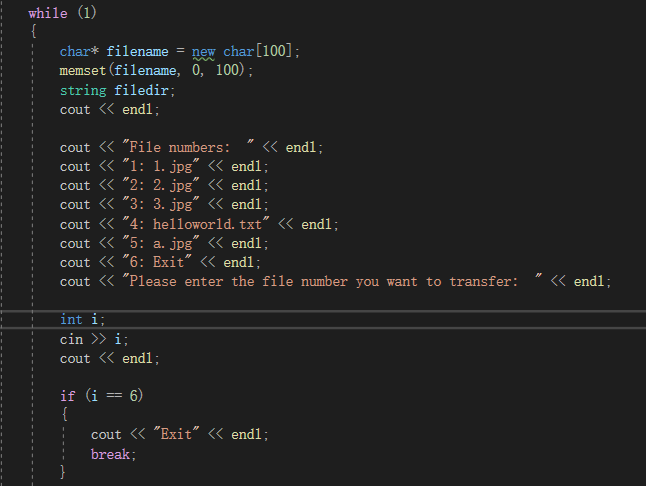 while (1)
{
char* filename = new char[100];
memset(filename, 0, 100);
string filedir;
cout << endl;
cout << "File numbers:  " << endl;
cout << "1: 1.jpg" << endl;
cout << "2: 2.jpg" << endl;
cout << "3: 3.jpg" << endl;
cout << "4: helloworld.txt" << endl;
cout << "5: a.jpg" << endl;
cout << "6: Exit" << endl;
cout << "Please enter the file number you want to transfer:  " << endl;
int i;
cin >> i;
cout << endl;
if (i == 6)
{
cout << "Exit" << endl;
break;
}